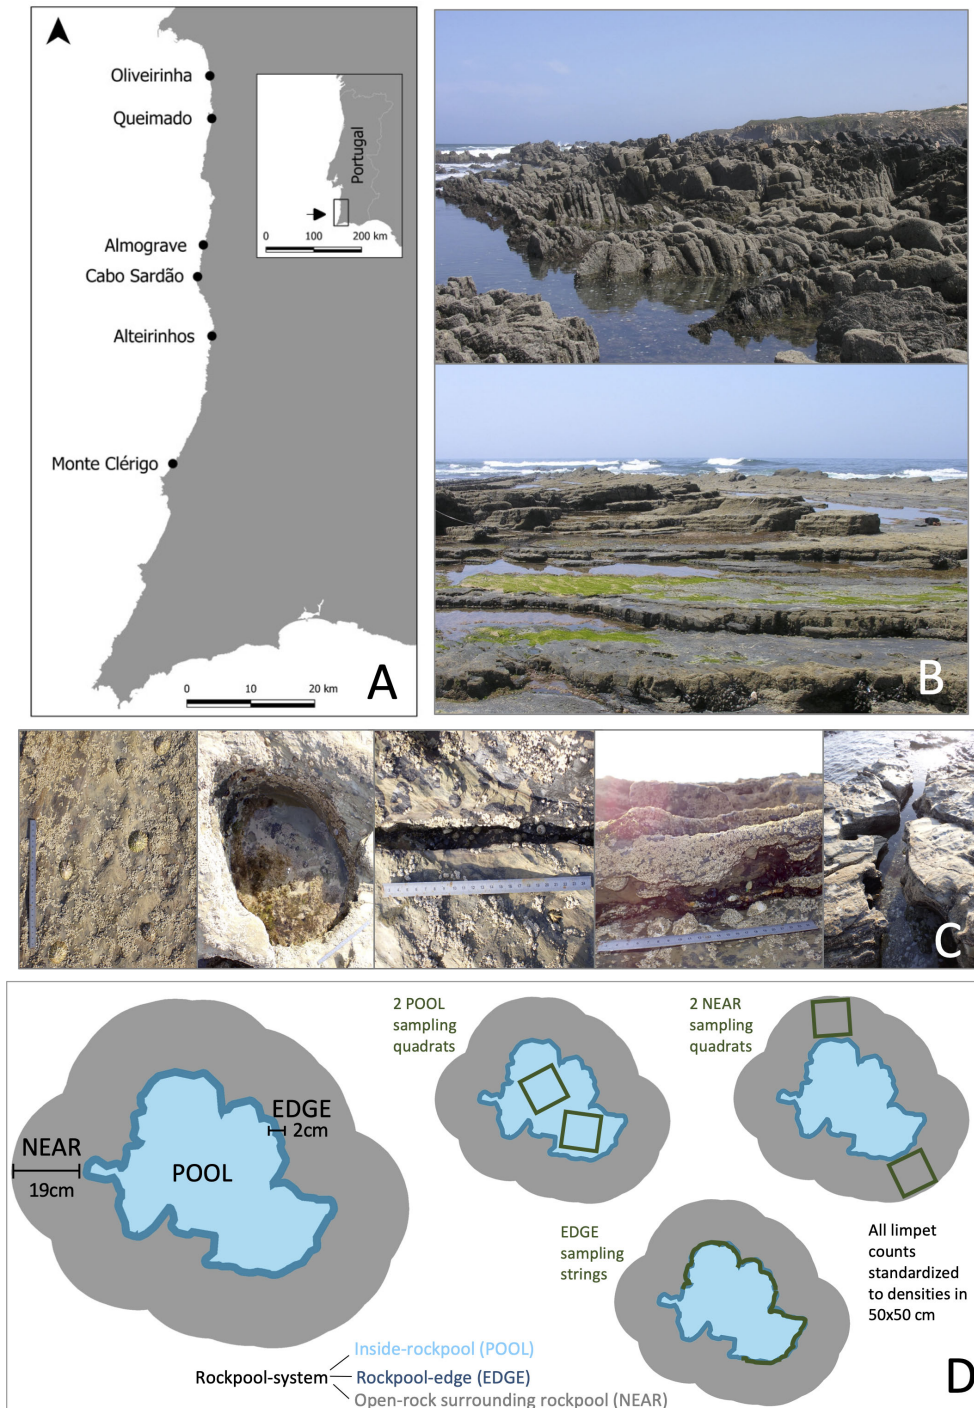 Oliveirinha
Queimado
Almograve
Cabo Sardão
Alteirinhos
Monte Clérigo
Portugal
0 100 200 km
0 10 20 km
A
B
C
NEAR
19cm
POOL
EDGE
2cm
2 POOL
sampling
quadrats
2 NEAR
sampling
quadrats
EDGE
sampling
strings
All limpet
counts
standardized
to densities in
50x50 cm
Rockpool-system
Inside-rockpool (POOL)
Rockpool-edge (EDGE)
Open-rock surrounding rockpool (NEAR)
D